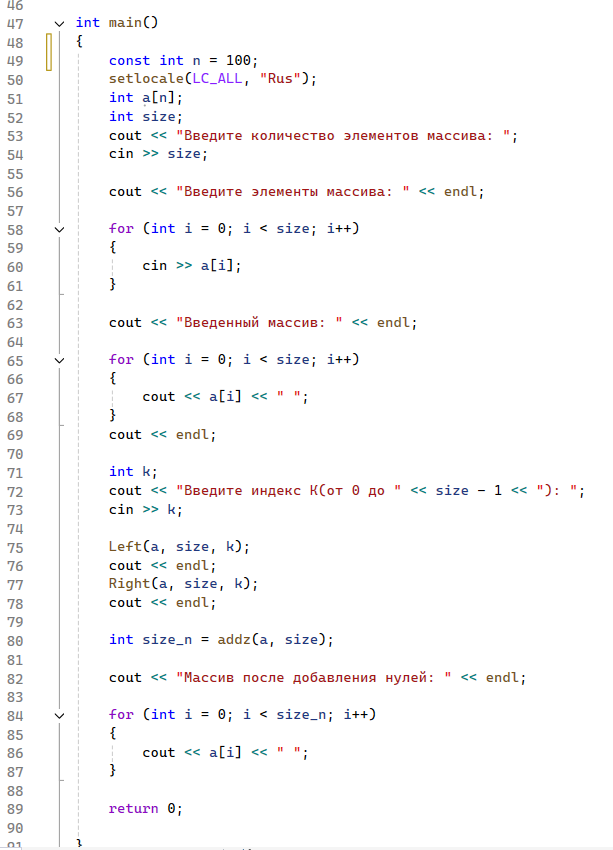 46
47 int main()
48 {
49 const int n = 100;
50 setlocale(LC_ALL, "Rus");
51 int a[n];
52 int size;
53 cout << "Введите количество элементов массива: ";
54 cin >> size;
55
56 cout << "Введите элементы массива: " << endl;
57
58 for (int i = 0; i < size; i++)
59 {
60 cin >> a[i];
61 }
62
63 cout << "Введенный массив: " << endl;
64
65 for (int i = 0; i < size; i++)
66 {
67 cout << a[i] << " ";
68 }
69 cout << endl;
70
71 int k;
72 cout << "Введите индекс К(от 0 до " << size - 1 << "): ";
73 cin >> k;
74
75 Left(a, size, k);
76 cout << endl;
77 Right(a, size, k);
78 cout << endl;
79
80 int size_n = addz(a, size);
81
82 cout << "Массив после добавления нулей: " << endl;
83
84 for (int i = 0; i < size_n; i++)
85 {
86 cout << a[i] << " ";
87 }
88
89 return 0;
90
91 }